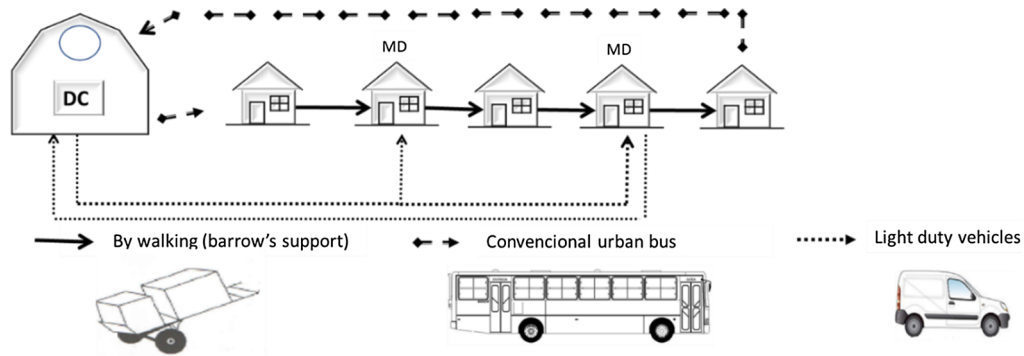 MD
MD
DC
By walking (barrow's support)
Convencional urban bus
Light duty vehicles